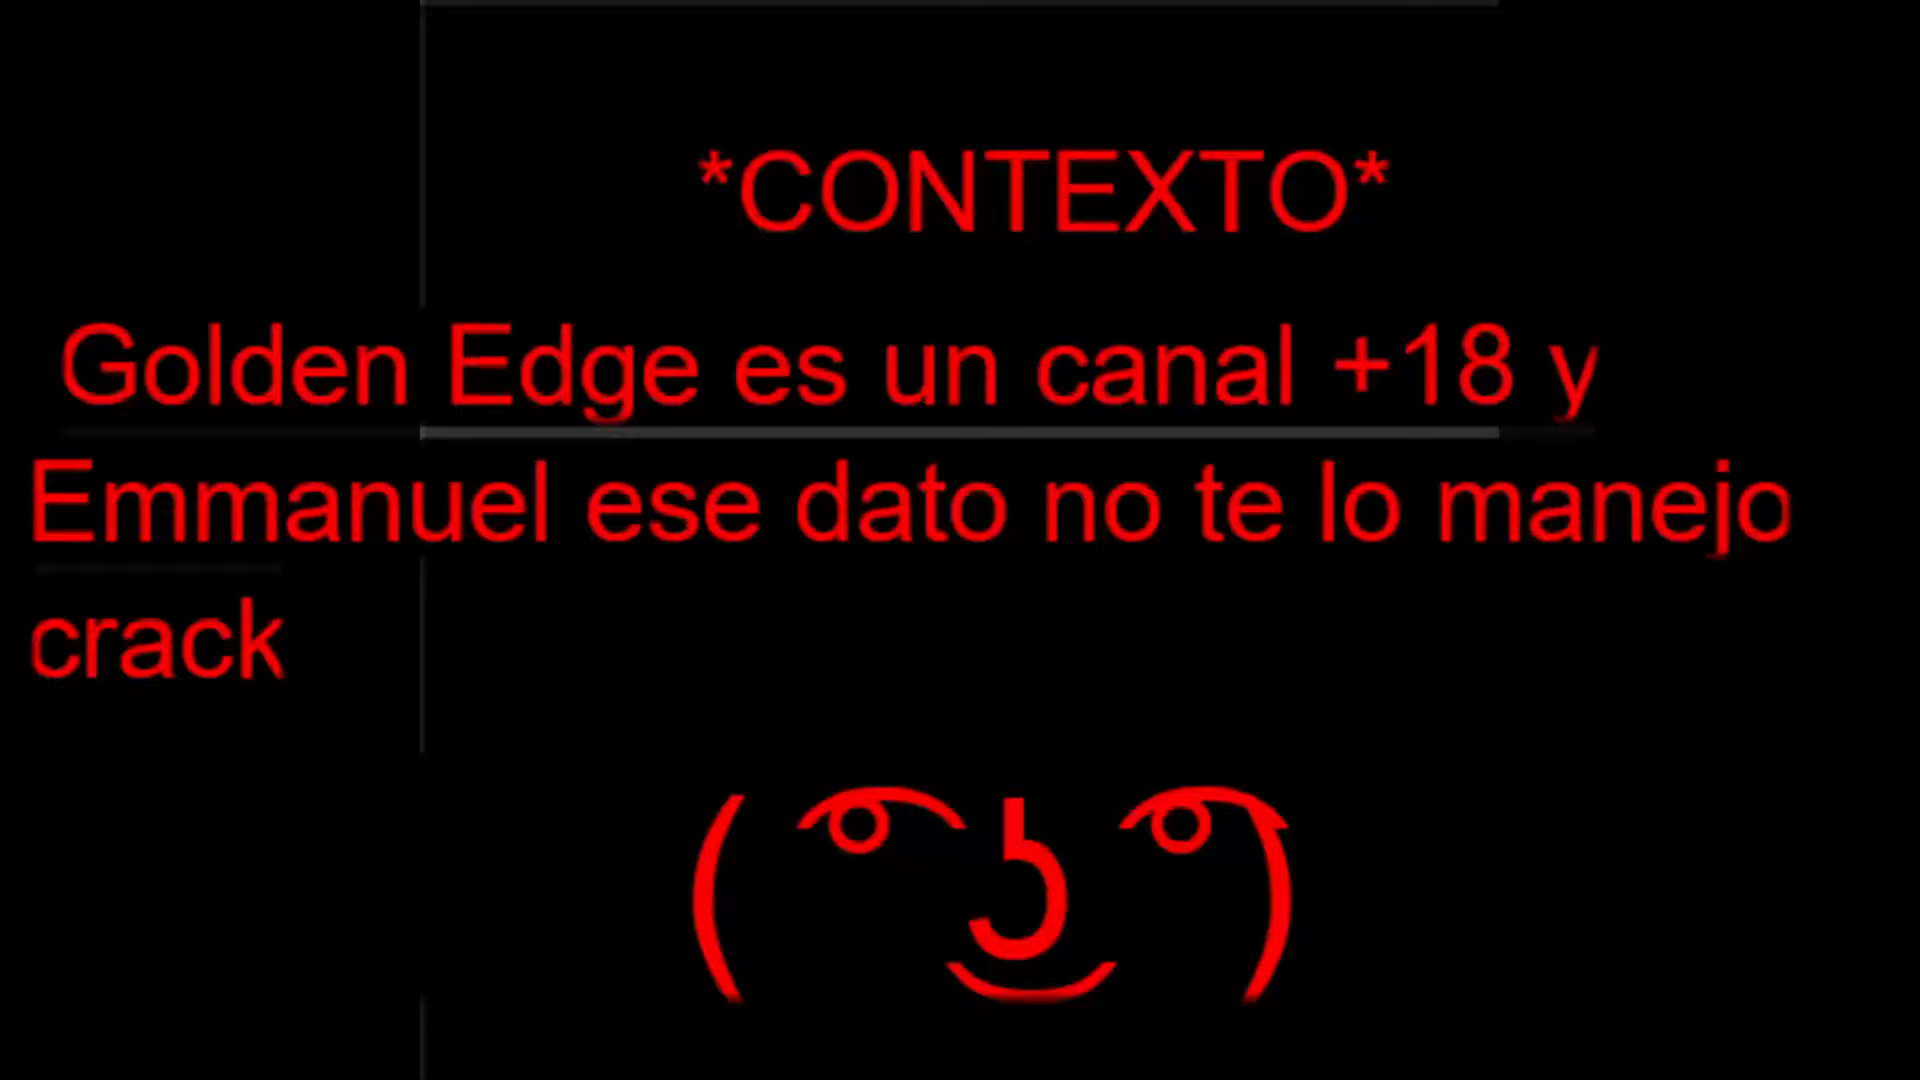 *CONTEXTO*
Golden Edge es un canal +18 y
Emmanuel ese dato no te lo manejo
crack
( ͡° ͜ʖ ͡°)